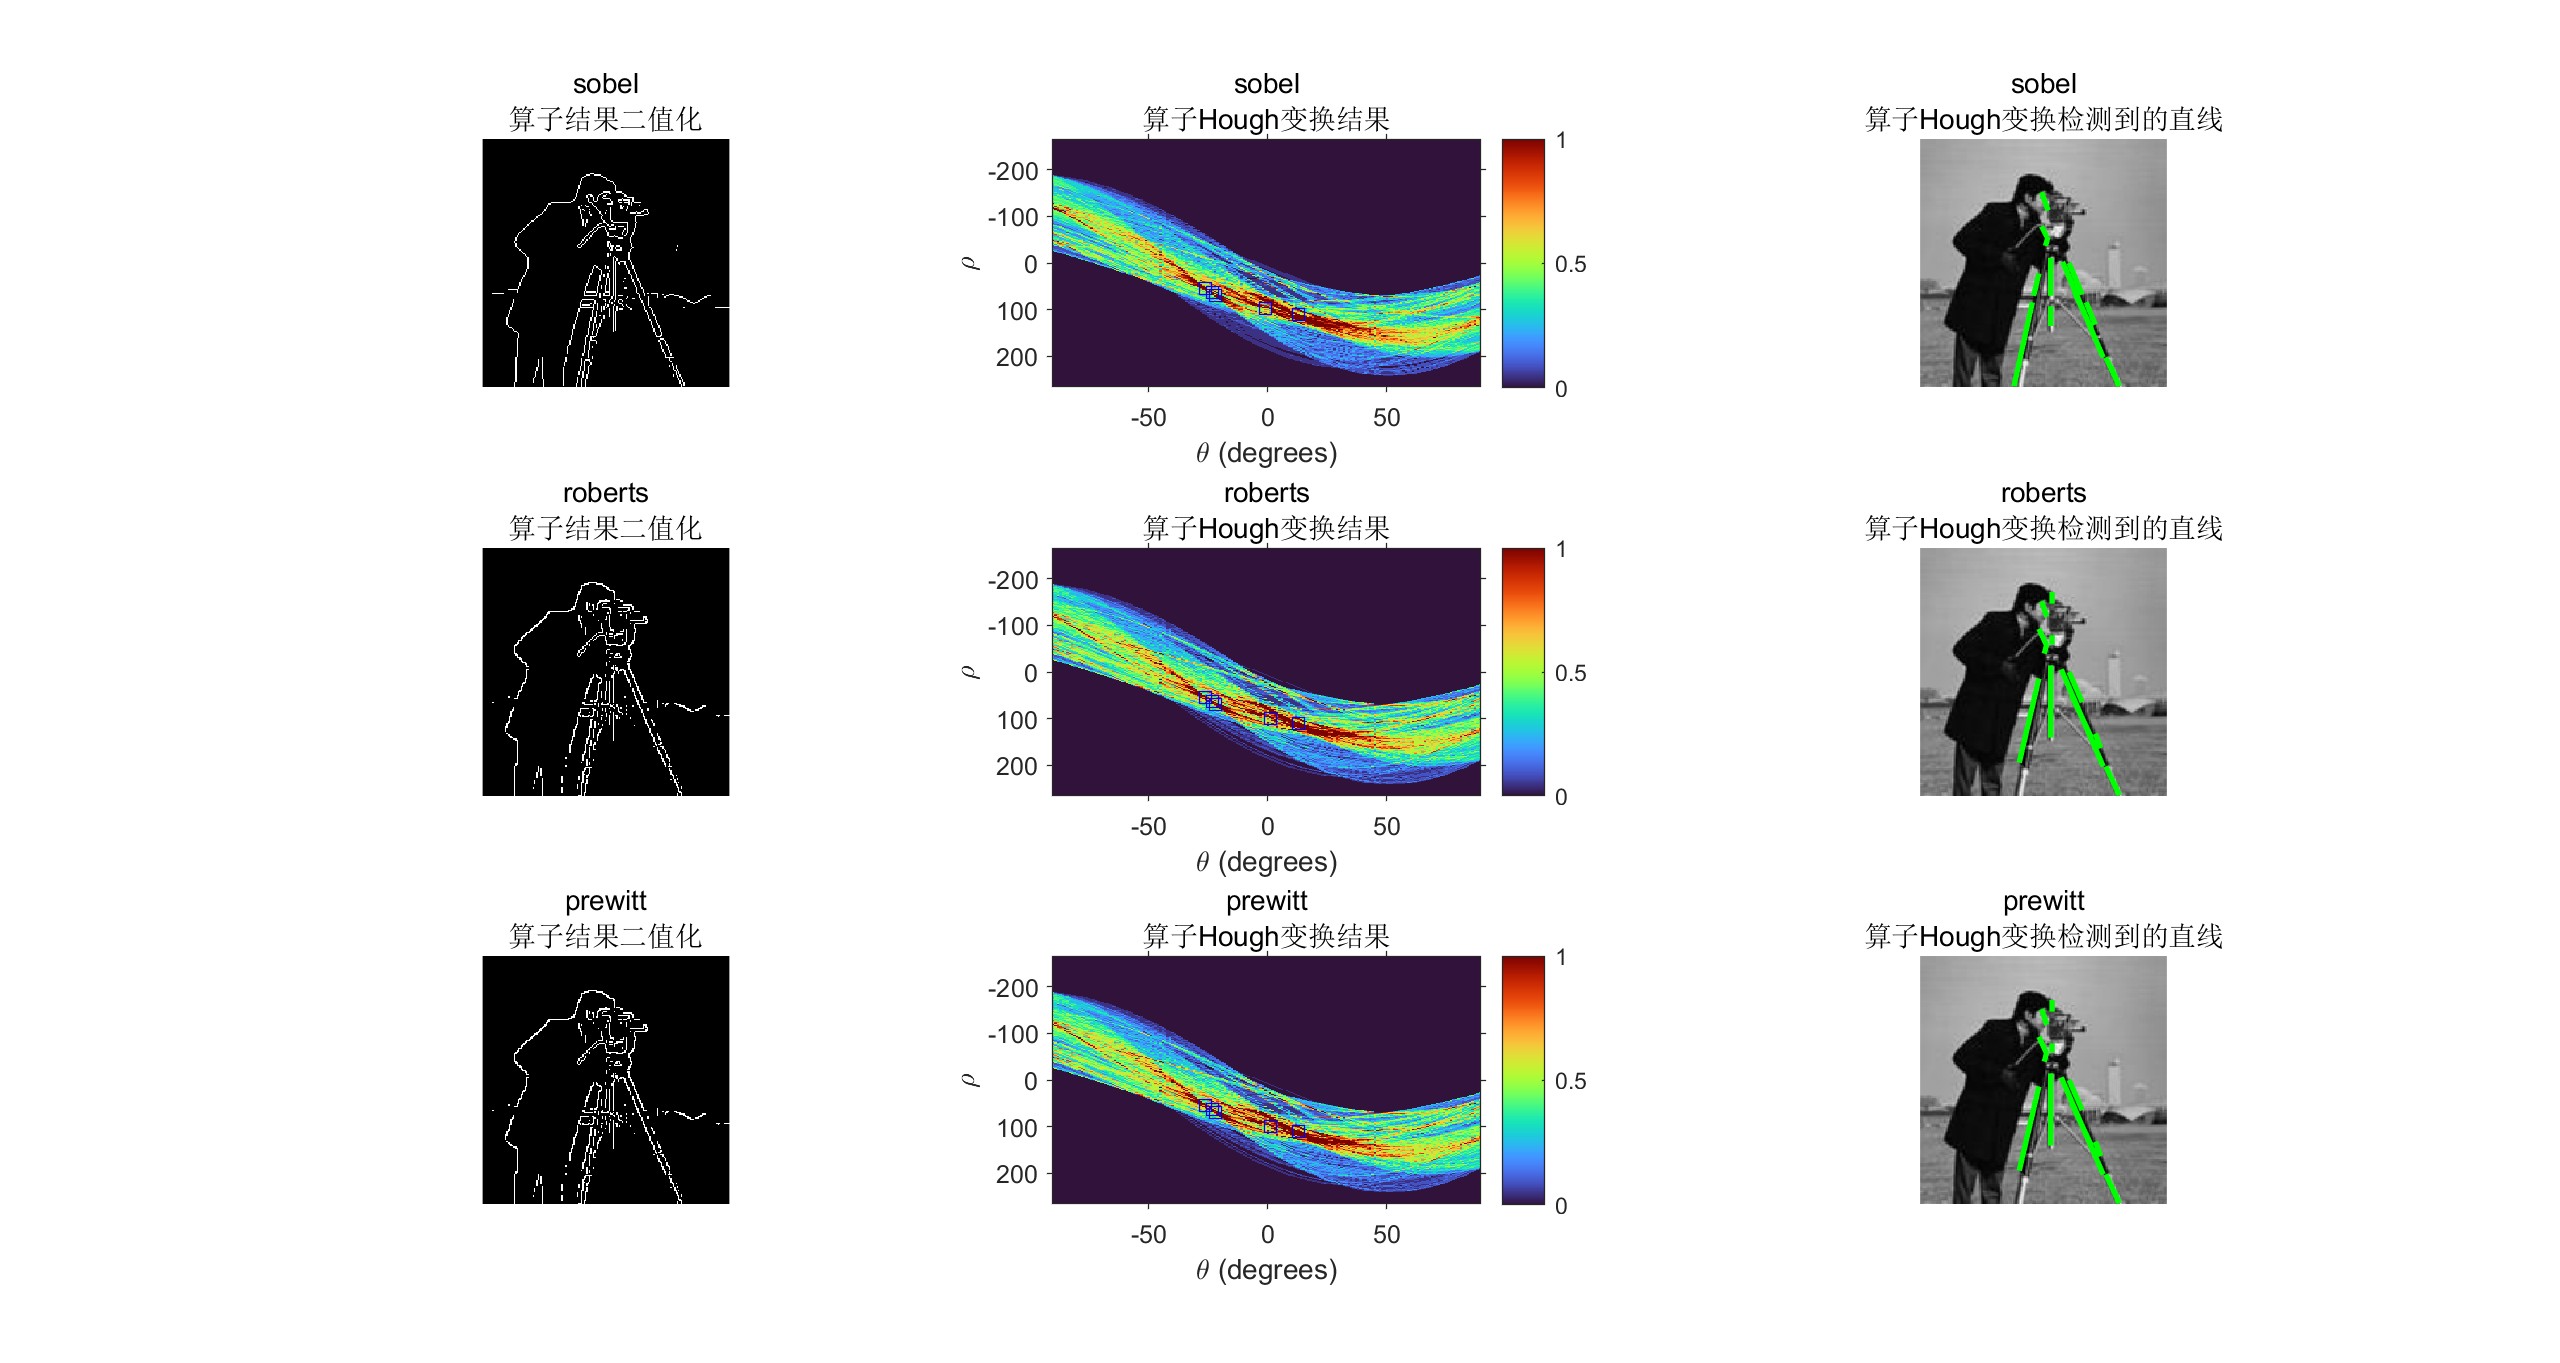 sobel
算子结果二值化
sobel
算子Hough变换结果
-200
-100
0
100
200
ρ
-50
0
50
θ (degrees)
1
0.5
0
sobel
算子Hough变换检测到的直线
roberts
算子结果二值化
roberts
算子Hough变换结果
-200
-100
0
100
200
ρ
-50
0
50
θ (degrees)
1
0.5
0
roberts
算子Hough变换检测到的直线
prewitt
算子结果二值化
prewitt
算子Hough变换结果
-200
-100
0
100
200
ρ
-50
0
50
θ (degrees)
1
0.5
0
prewitt
算子Hough变换检测到的直线